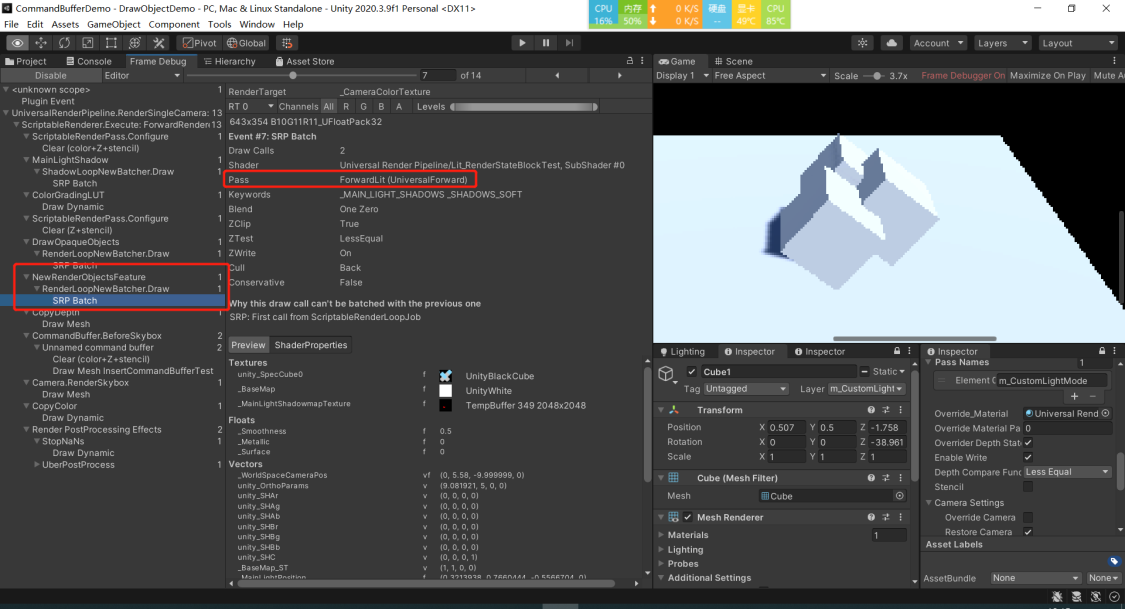 CommandBufferDemo - DrawObjectDemo - PC, Mac & Linux Standalone - Unity 2020.3.9f1 Personal <DX11>
CPU 内存 0 K/S 硬盘 显卡 CPU
16% 50% 0 K/S -- 49℃ 85℃
File Edit Assets GameObject Component Tools Window Help
Pivot Global Account Layers Layout
Project Console Frame Debug Hierarchy Asset Store
Disable Editor 7 of 14
<unknown scope> 1
Plugin Event
UniversalRenderPipeline.RenderSingleCamera: 13
ScriptableRenderer.Execute: ForwardRender 13
ScriptableRenderPass.Configure 1
Clear (color+Z+stencil)
MainLightShadow 1
ShadowLoopNewBatcher.Draw 1
SRP Batch
ColorGradingLUT 1
Draw Dynamic
ScriptableRenderPass.Configure 1
Clear (Z+stencil)
DrawOpaqueObjects 1
RenderLoopNewBatcher.Draw 1
SRP Batch
NewRenderObjectsFeature 1
RenderLoopNewBatcher.Draw 1
SRP Batch
CopyDepth 1
Draw Mesh
CommandBuffer.BeforeSkybox 2
Unnamed command buffer 2
Clear (color+Z+stencil)
Draw Mesh InsertCommandBufferTest
Camera.RenderSkybox 1
Draw Mesh
CopyColor 1
Draw Dynamic
Render PostProcessing Effects 2
StopNaNs 1
Draw Dynamic
UberPostProcess 1
RenderTarget _CameraColorTexture
RT 0 Channels All R G B A Levels
643x354 B10G11R11_UFloatPack32
Event #7: SRP Batch
Draw Calls 2
Shader Universal Render Pipeline/Lit_RenderStateBlockTest, SubShader #0
Pass ForwardLit (UniversalForward)
Keywords _MAIN_LIGHT_SHADOWS _SHADOWS_SOFT
Blend One Zero
ZClip True
ZTest LessEqual
ZWrite On
Cull Back
Conservative False
Why this draw call can't be batched with the previous one
SRP: First call from ScriptableRenderLoopJob
Preview ShaderProperties
Textures
unity_SpecCube0 f UnityBlackCube
_BaseMap f UnityWhite
_MainLightShadowmapTexture f TempBuffer 349 2048x2048
Floats
_Smoothness f 0.5
_Metallic f 0
_Surface f 0
Vectors
_WorldSpaceCameraPos vf (0, 5.58, -9.999999, 0)
unity_OrthoParams v (9.081921, 5, 0, 0)
unity_SHAr v (0, 0, 0, 0)
unity_SHAg v (0, 0, 0, 0)
unity_SHAb v (0, 0, 0, 0)
unity_SHBr v (0, 0, 0, 0)
unity_SHBg v (0, 0, 0, 0)
unity_SHBb v (0, 0, 0, 0)
unity_SHC v (0, 0, 0, 1)
_BaseMap_ST v (1, 1, 0, 0)
_MainLightPosition f (0.3213938, 0.7660444, -0.5566704, 0)
Game Scene
Display 1 Free Aspect Scale 3.7x Frame Debugger On Maximize On Play Mute A
Lighting Inspector Inspector
Cube1 Static
Tag Untagged Layer m_CustomLight
Transform
Position X 0.507 Y 0.5 Z -1.758
Rotation X 0 Y 0 Z -38.961
Scale X 1 Y 1 Z 1
Cube (Mesh Filter)
Mesh Cube
Mesh Renderer
Materials 1
Lighting
Probes
Additional Settings
Inspector
Pass Names 1
Element 0 m_CustomLightMode
Override_Material Universal Rend
Override Material Pa 0
Overrider Depth Stat
Enable Write
Depth Compare Func Less Equal
Stencil
Camera Settings
Override Camera
Restore Camera
Asset Labels
AssetBundle None None